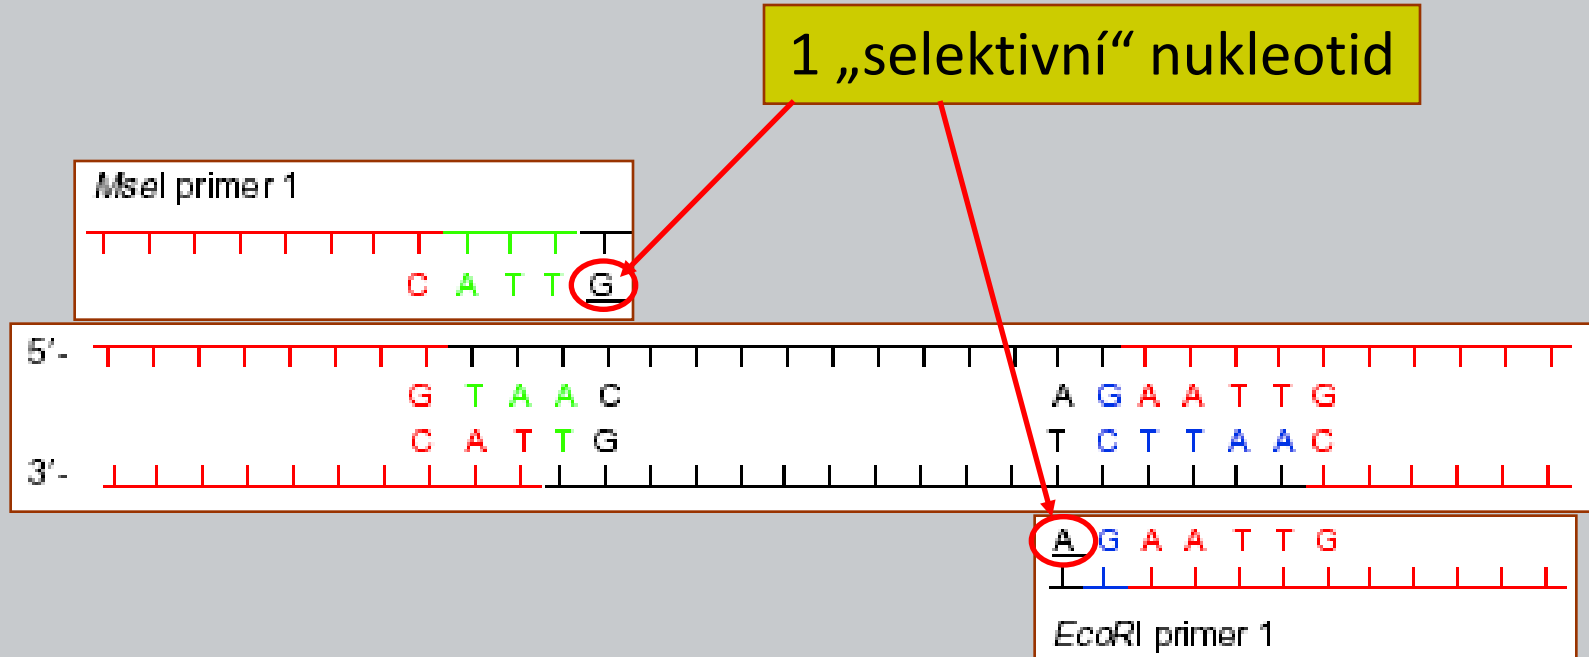 1 „selektivní“ nukleotid
MseI primer 1
C A T T G
5′-
G T A A C A G A A T T G
C A T T G T C T T A A C
3′-
A G A A T T G
EcoRI primer 1